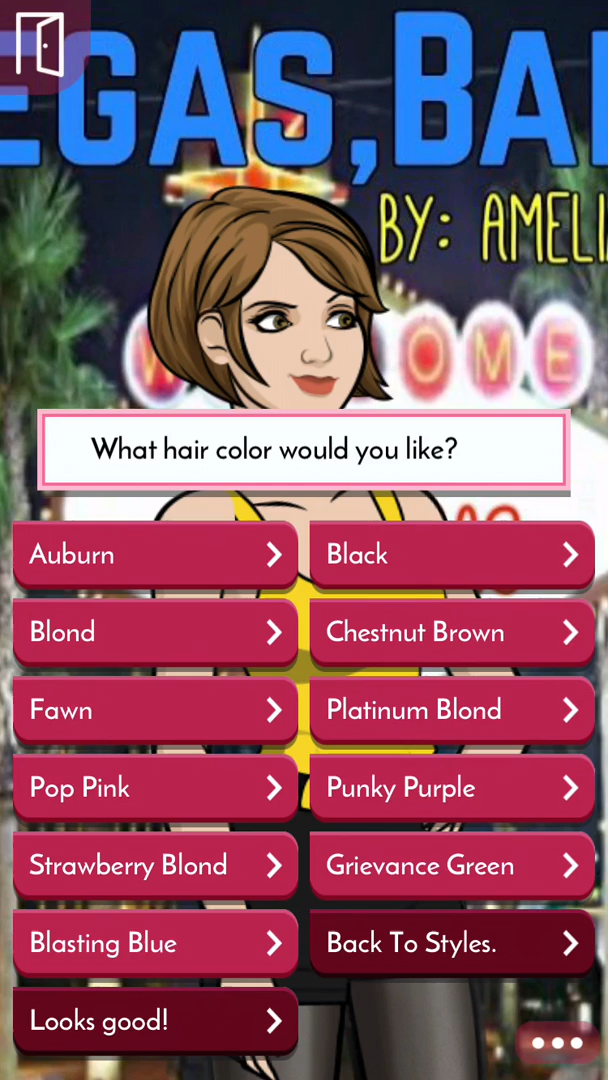 EGAS, BA
BY: AMELI
W OME
What hair color would you like?
Auburn
Black
Blond
Chestnut Brown
Fawn
Platinum Blond
Pop Pink
Punky Purple
Strawberry Blond
Grievance Green
Blasting Blue
Back To Styles.
Looks good!